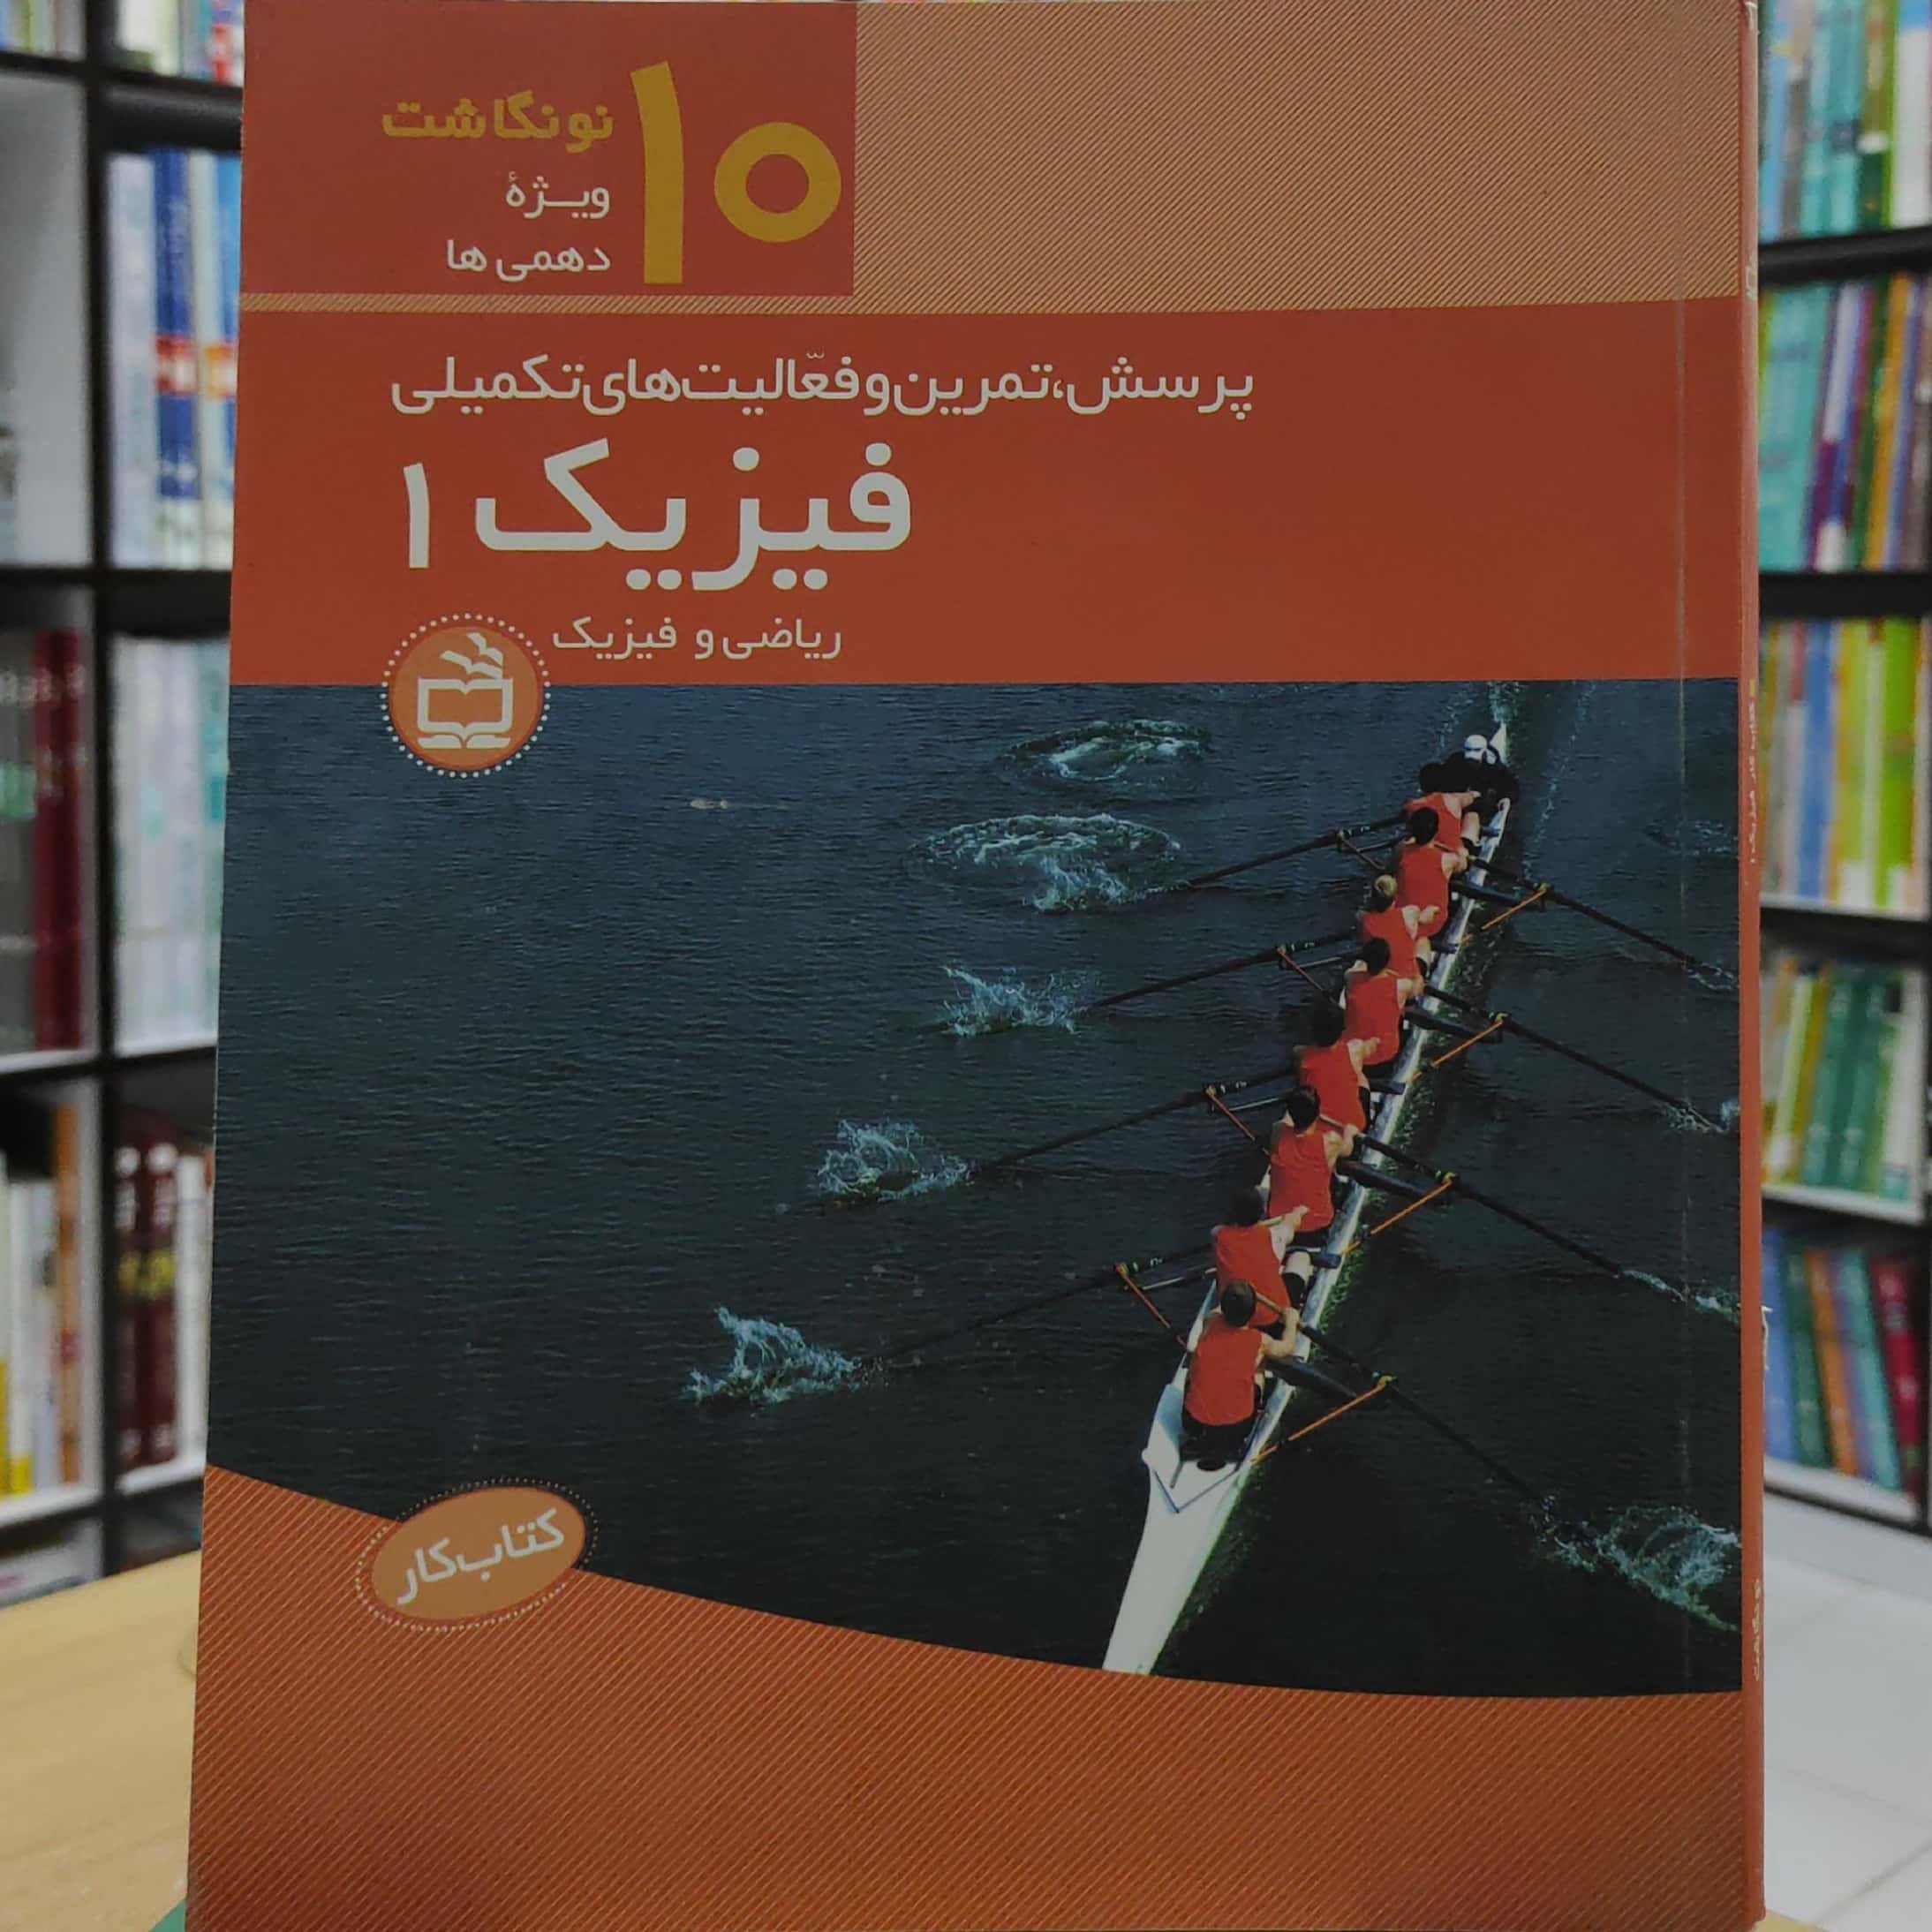 ۱۰
نونگاشت
ویژهٔ
دهمی ها
پرسش، تمرین و فعّالیت‌های تکمیلی
فیزیک ۱
ریاضی و فیزیک
کتاب کار